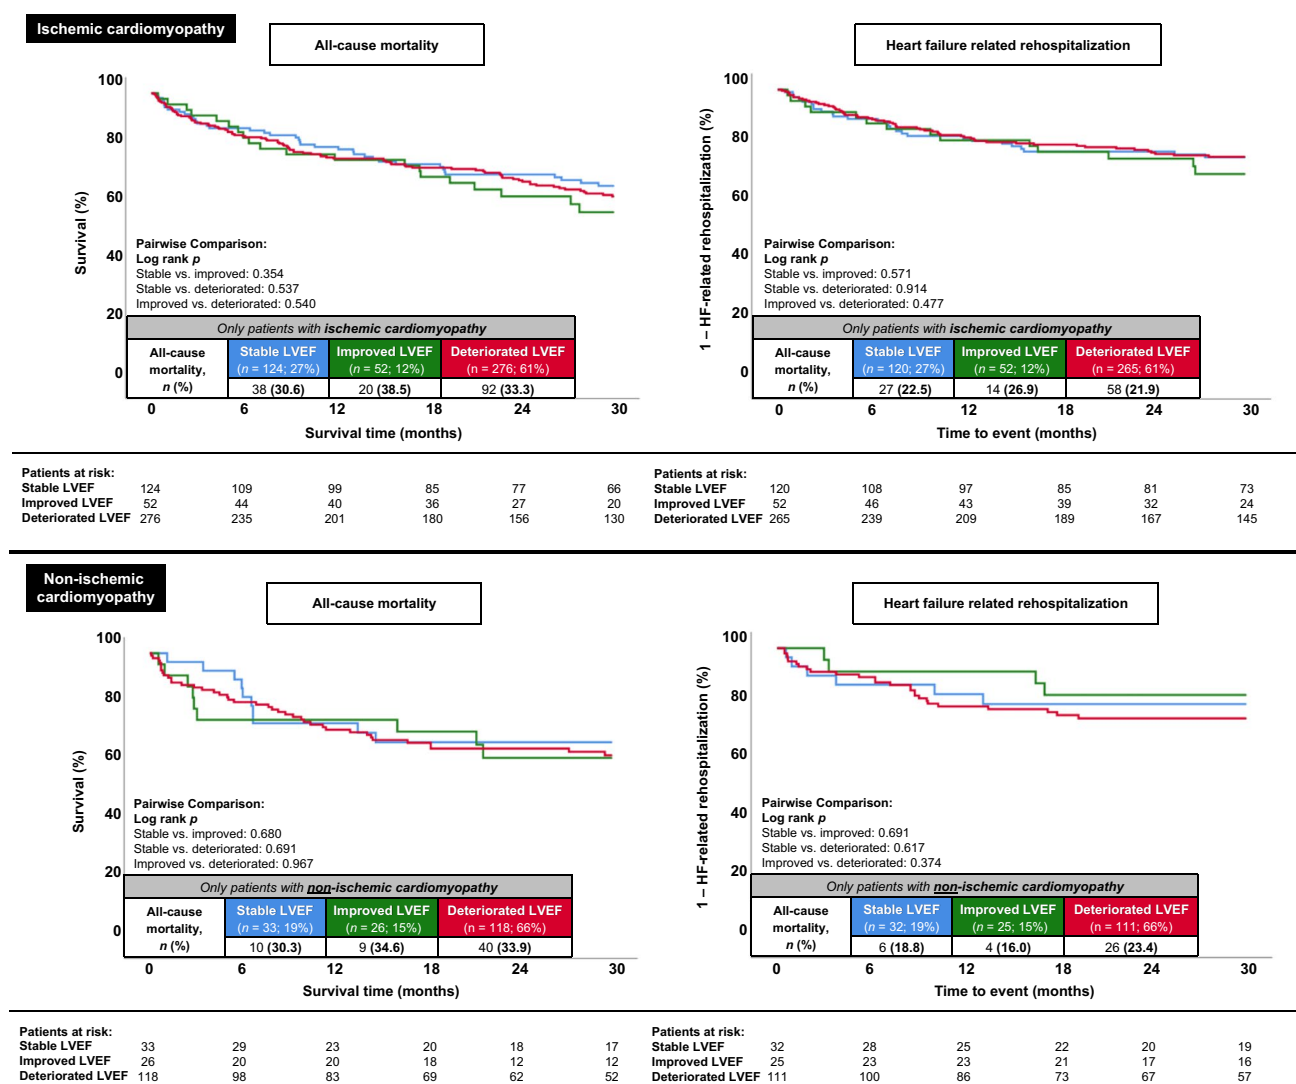 Ischemic cardiomyopathy
All-cause mortality
Heart failure related rehospitalization
100
80
60
40
20
0
Survival (%)
Pairwise Comparison:
Log rank p
Stable vs. improved: 0.354
Stable vs. deteriorated: 0.537
Improved vs. deteriorated: 0.540
Only patients with ischemic cardiomyopathy
All-cause mortality, n (%)
Stable LVEF (n = 124; 27%)
Improved LVEF (n = 52; 12%)
Deteriorated LVEF (n = 276; 61%)
38 (30.6) 20 (38.5) 92 (33.3)
0 6 12 18 24 30
Survival time (months)
100
80
60
40
20
0
1 – HF-related rehospitalization (%)
Pairwise Comparison:
Log rank p
Stable vs. improved: 0.571
Stable vs. deteriorated: 0.914
Improved vs. deteriorated: 0.477
Only patients with ischemic cardiomyopathy
All-cause mortality, n (%)
Stable LVEF (n = 120; 27%)
Improved LVEF (n = 52; 12%)
Deteriorated LVEF (n = 265; 61%)
27 (22.5) 14 (26.9) 58 (21.9)
0 6 12 18 24 30
Time to event (months)
Patients at risk:
Stable LVEF 124 109 99 85 77 66
Improved LVEF 52 44 40 36 27 20
Deteriorated LVEF 276 235 201 180 156 130
Patients at risk:
Stable LVEF 120 108 97 85 81 73
Improved LVEF 52 46 43 39 32 24
Deteriorated LVEF 265 239 209 189 167 145
Non-ischemic
cardiomyopathy
All-cause mortality
Heart failure related rehospitalization
100
80
60
40
20
0
Survival (%)
Pairwise Comparison:
Log rank p
Stable vs. improved: 0.680
Stable vs. deteriorated: 0.691
Improved vs. deteriorated: 0.967
Only patients with non-ischemic cardiomyopathy
All-cause mortality, n (%)
Stable LVEF (n = 33; 19%)
Improved LVEF (n = 26; 15%)
Deteriorated LVEF (n = 118; 66%)
10 (30.3) 9 (34.6) 40 (33.9)
0 6 12 18 24 30
Survival time (months)
100
80
60
40
20
0
1 – HF-related rehospitalization (%)
Pairwise Comparison:
Log rank p
Stable vs. improved: 0.691
Stable vs. deteriorated: 0.617
Improved vs. deteriorated: 0.374
Only patients with non-ischemic cardiomyopathy
All-cause mortality, n (%)
Stable LVEF (n = 32; 19%)
Improved LVEF (n = 25; 15%)
Deteriorated LVEF (n = 111; 66%)
6 (18.8) 4 (16.0) 26 (23.4)
0 6 12 18 24 30
Time to event (months)
Patients at risk:
Stable LVEF 33 29 23 20 18 17
Improved LVEF 26 20 20 18 12 12
Deteriorated LVEF 118 98 83 69 62 52
Patients at risk:
Stable LVEF 32 28 25 22 20 19
Improved LVEF 25 23 23 21 17 16
Deteriorated LVEF 111 100 86 73 67 57